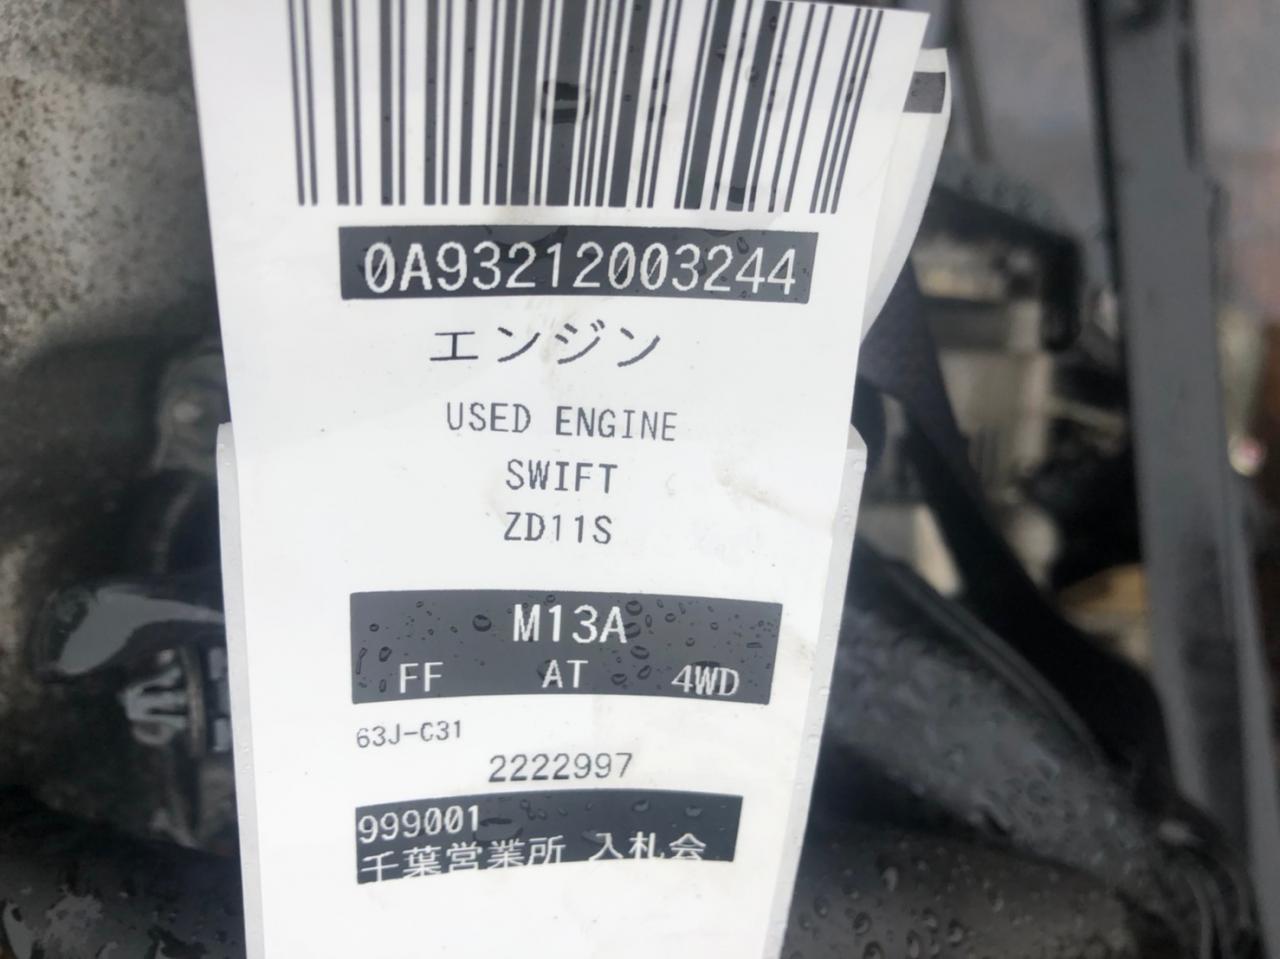 0A93212003244
エンジン
USED ENGINE
SWIFT
ZD11S
M13A
FF AT 4WD
63J-C31
2222997
999001
千葉営業所 入札会